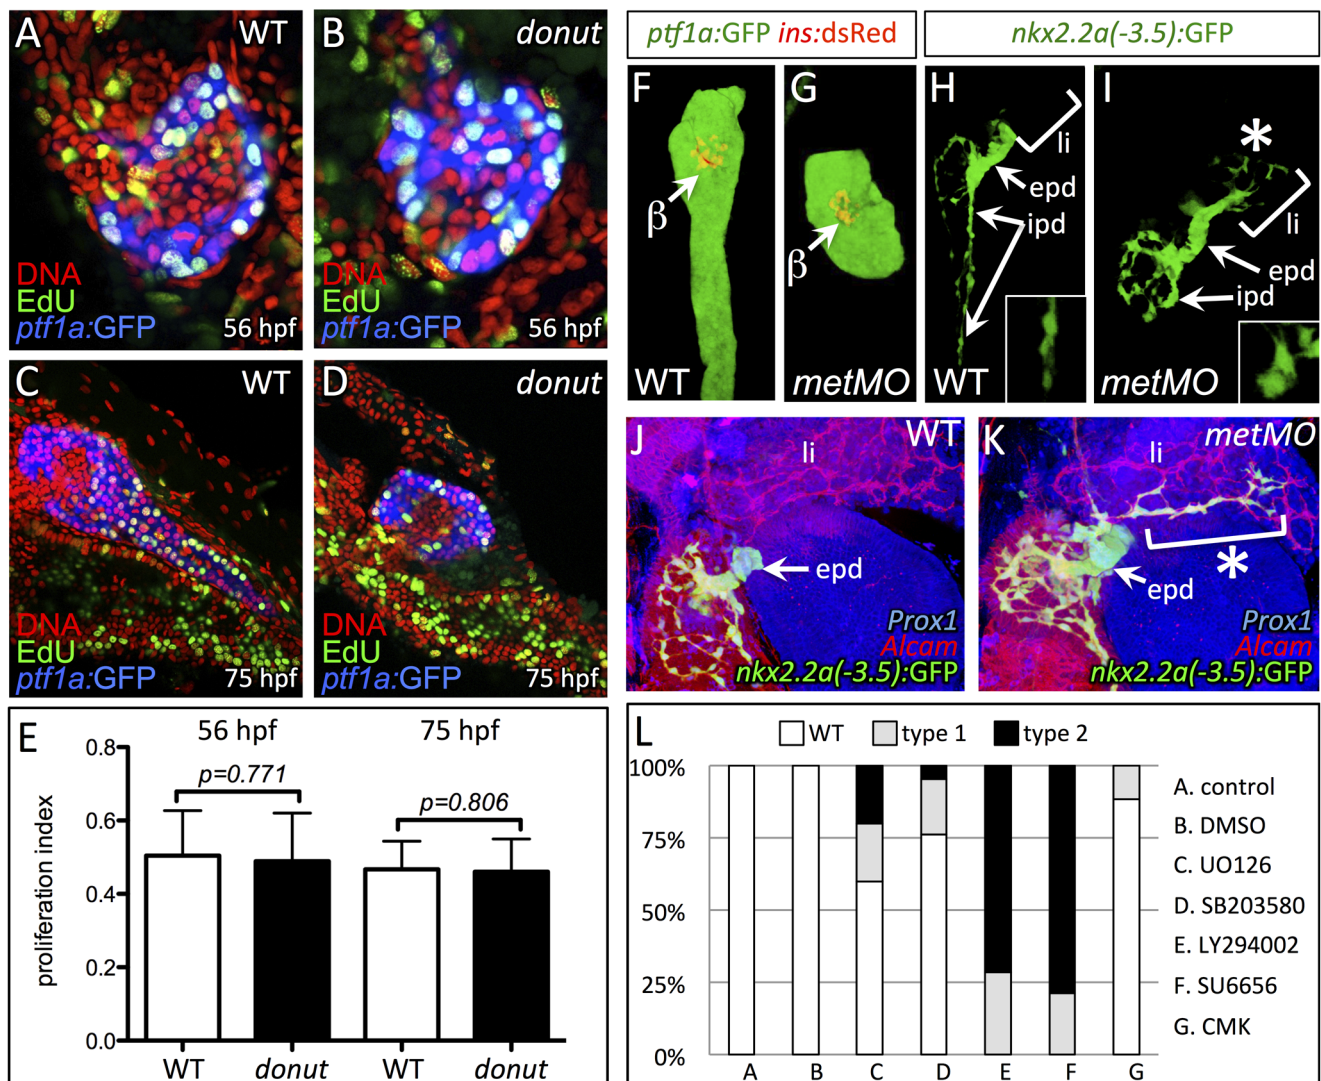 A WT
DNA
EdU
ptf1a:GFP 56 hpf
B donut
DNA
EdU
ptf1a:GFP 56 hpf
C WT
DNA
EdU
ptf1a:GFP 75 hpf
D donut
DNA
EdU
ptf1a:GFP 75 hpf
E 56 hpf 75 hpf
p=0.771
p=0.806
proliferation index
0.8
0.6
0.4
0.2
0.0
WT donut WT donut
ptf1a:GFP ins:dsRed
nkx2.2a(-3.5):GFP
F
β
WT
G
β
metMO
H
li
epd
ipd
WT
I
*
li
epd
ipd
metMO
J WT
li
epd
Prox1
Alcam
nkx2.2a(-3.5):GFP
K metMO
li
*
epd
Prox1
Alcam
nkx2.2a(-3.5):GFP
L WT type 1 type 2
100%
75%
50%
25%
0%
A B C D E F G
A. control
B. DMSO
C. UO126
D. SB203580
E. LY294002
F. SU6656
G. CMK